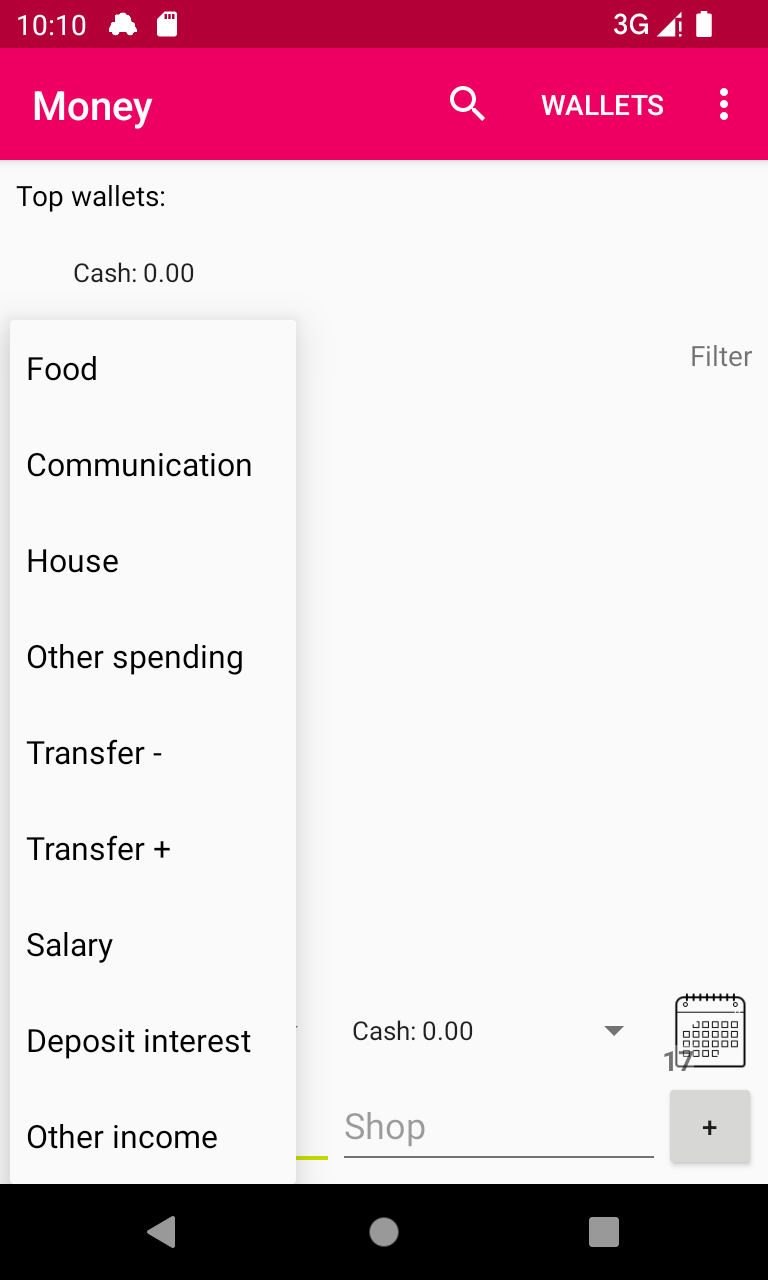 10:10
3G
Money
WALLETS
Top wallets:
Cash: 0.00
Filter
Food
Communication
House
Other spending
Transfer -
Transfer +
Salary
Deposit interest
Other income
Cash: 0.00
17
Shop
+